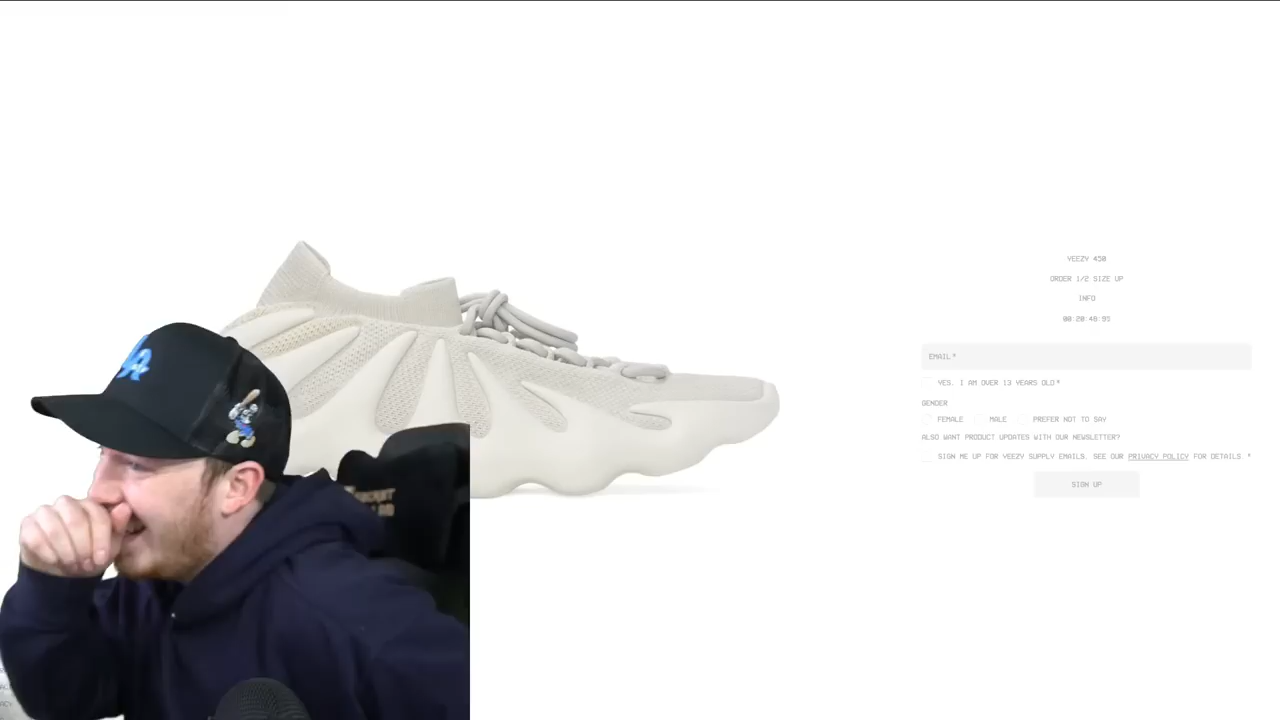 YEEZY 450
ORDER 1/2 SIZE UP
INFO
00:20:48:95
EMAIL*
YES, I AM OVER 13 YEARS OLD*
GENDER
FEMALE MALE PREFER NOT TO SAY
ALSO WANT PRODUCT UPDATES WITH OUR NEWSLETTER?
SIGN ME UP FOR YEEZY SUPPLY EMAILS. SEE OUR PRIVACY POLICY FOR DETAILS.*
SIGN UP